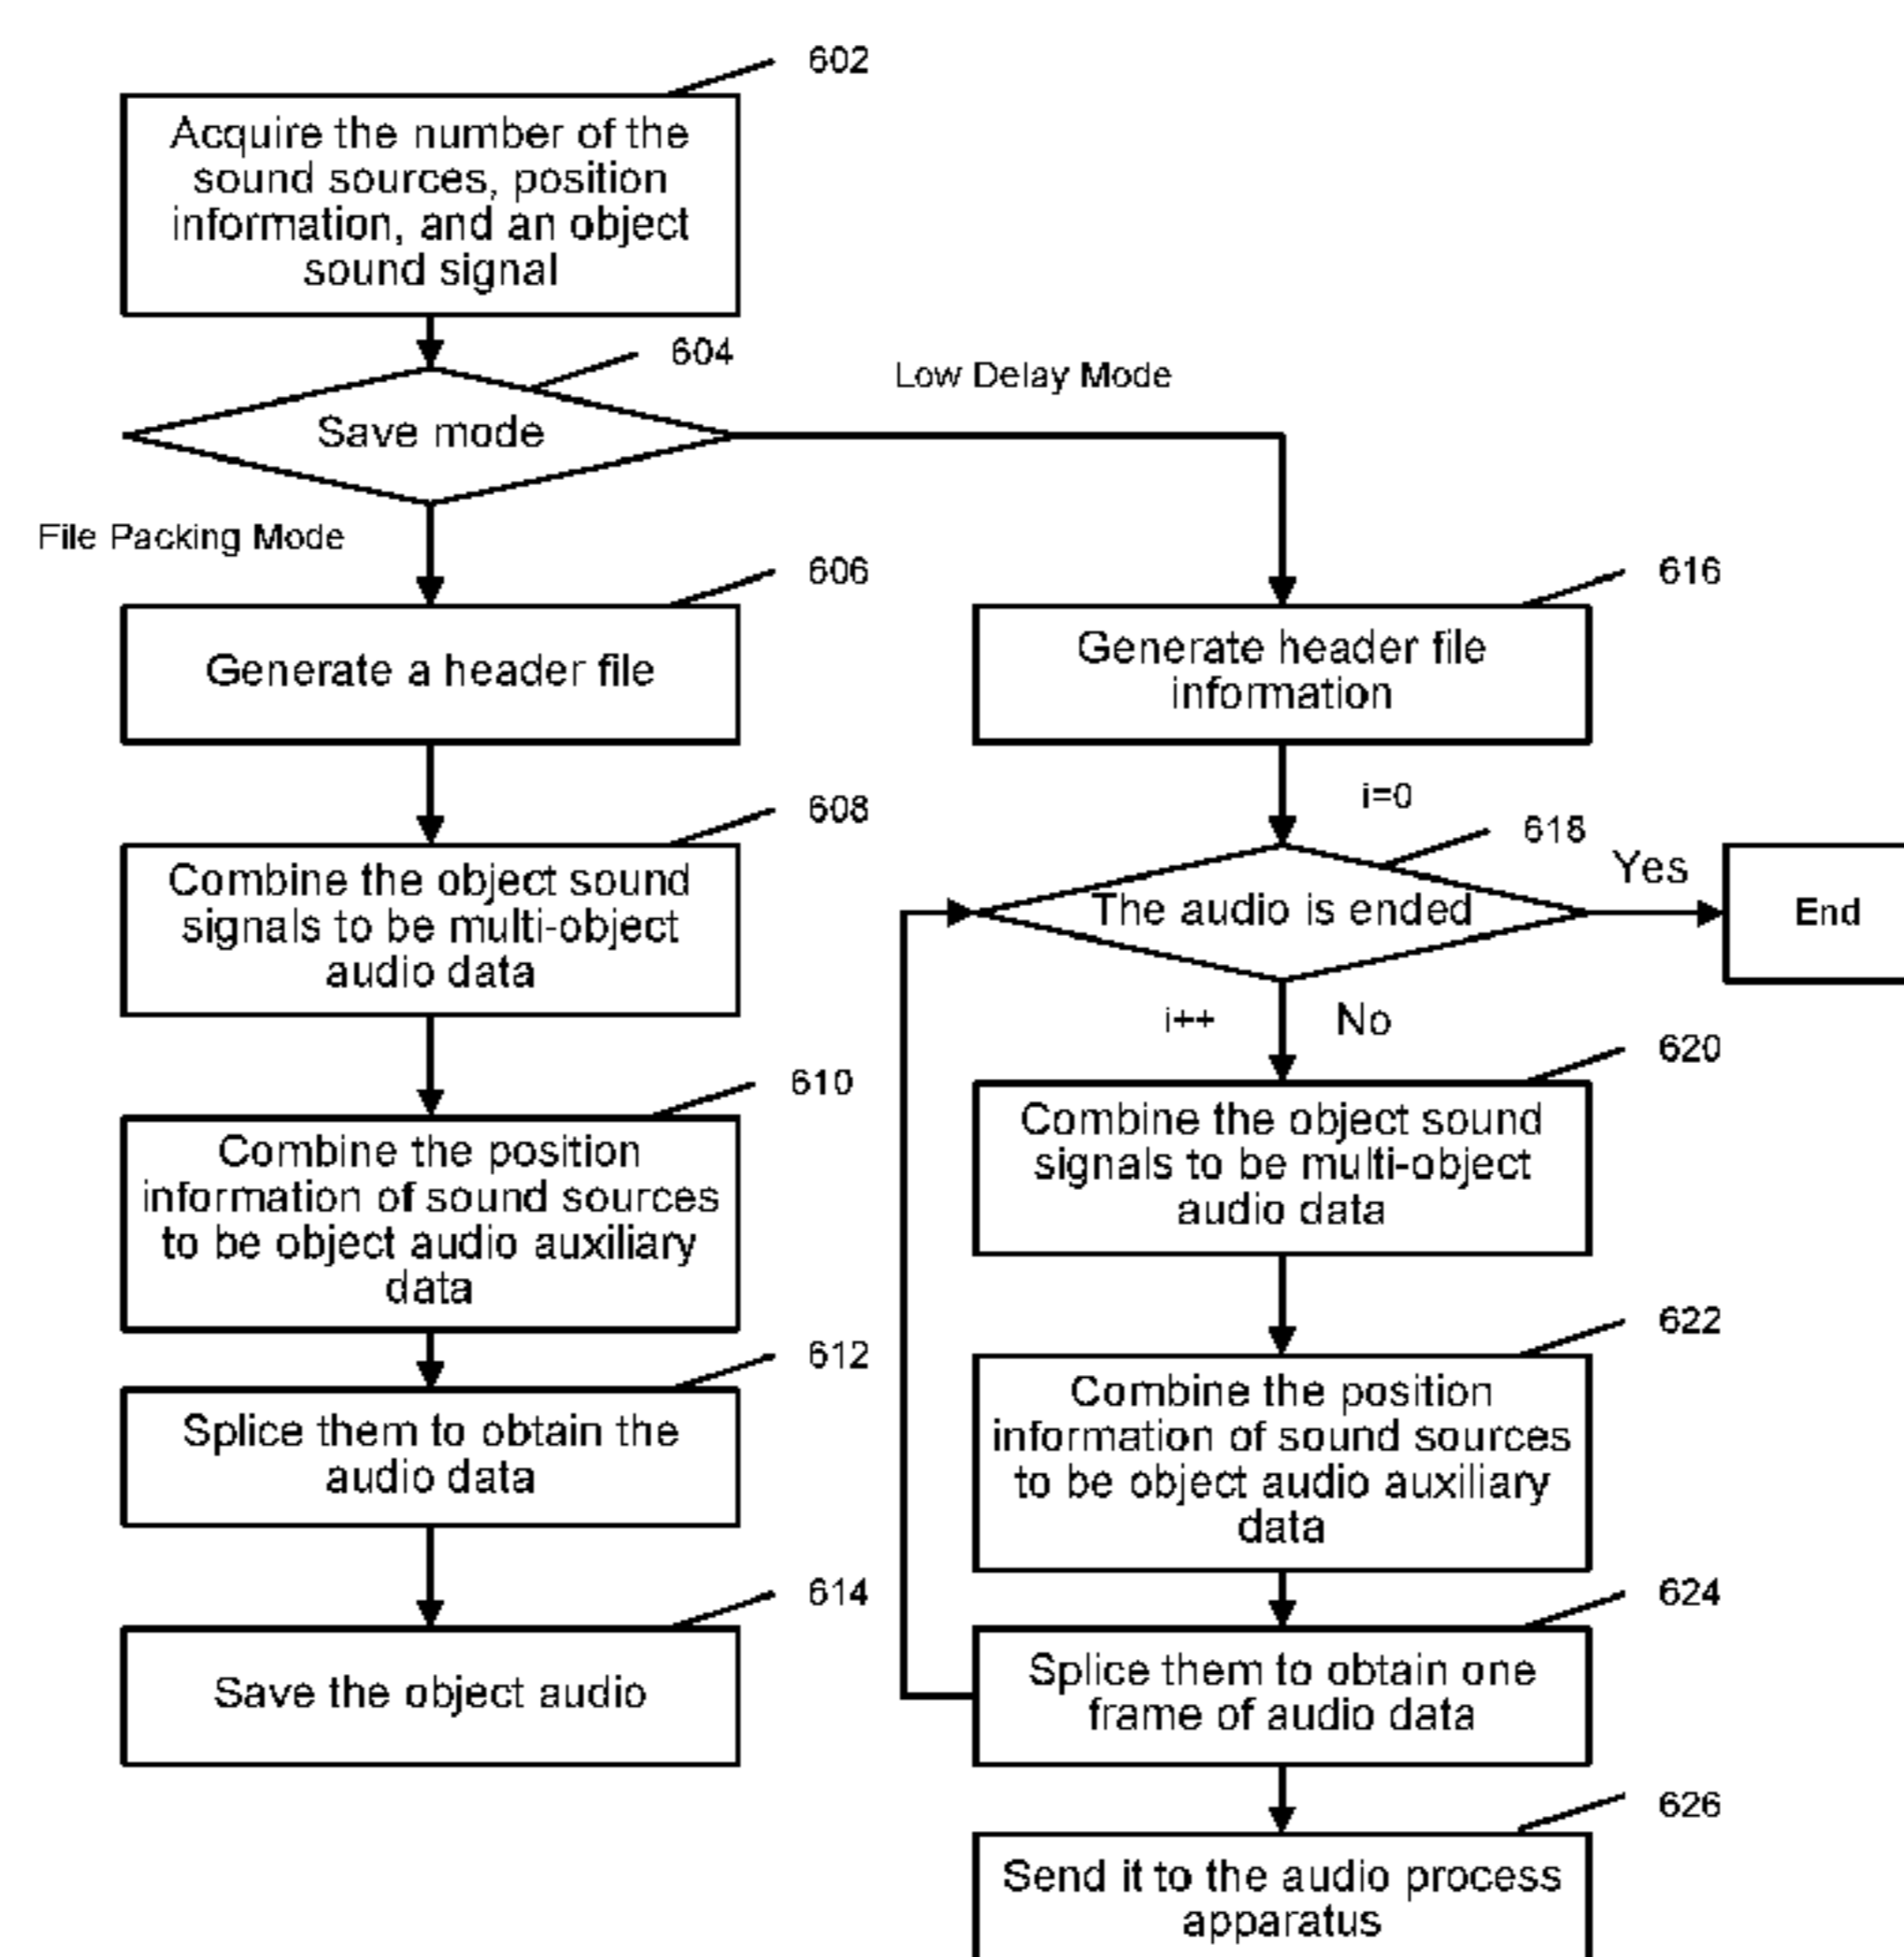 602
Acquire the number of the
sound sources, position
information, and an object
sound signal
604
Save mode
Low Delay Mode
File Packing Mode
606
Generate a header file
608
Combine the object sound
signals to be multi-object
audio data
610
Combine the position
information of sound sources
to be object audio auxiliary
data
612
Splice them to obtain the
audio data
614
Save the object audio
616
Generate header file
information
i=0
618
The audio is ended
Yes
End
i++
No
620
Combine the object sound
signals to be multi-object
audio data
622
Combine the position
information of sound sources
to be object audio auxiliary
data
624
Splice them to obtain one
frame of audio data
626
Send it to the audio process
apparatus